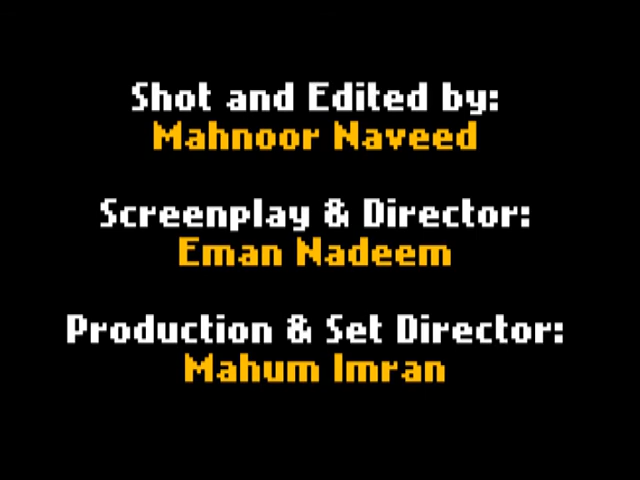 Shot and Edited by:
Mahnoor Naveed
Screenplay & Director:
Eman Nadeem
Production & Set Director:
Mahum Imran